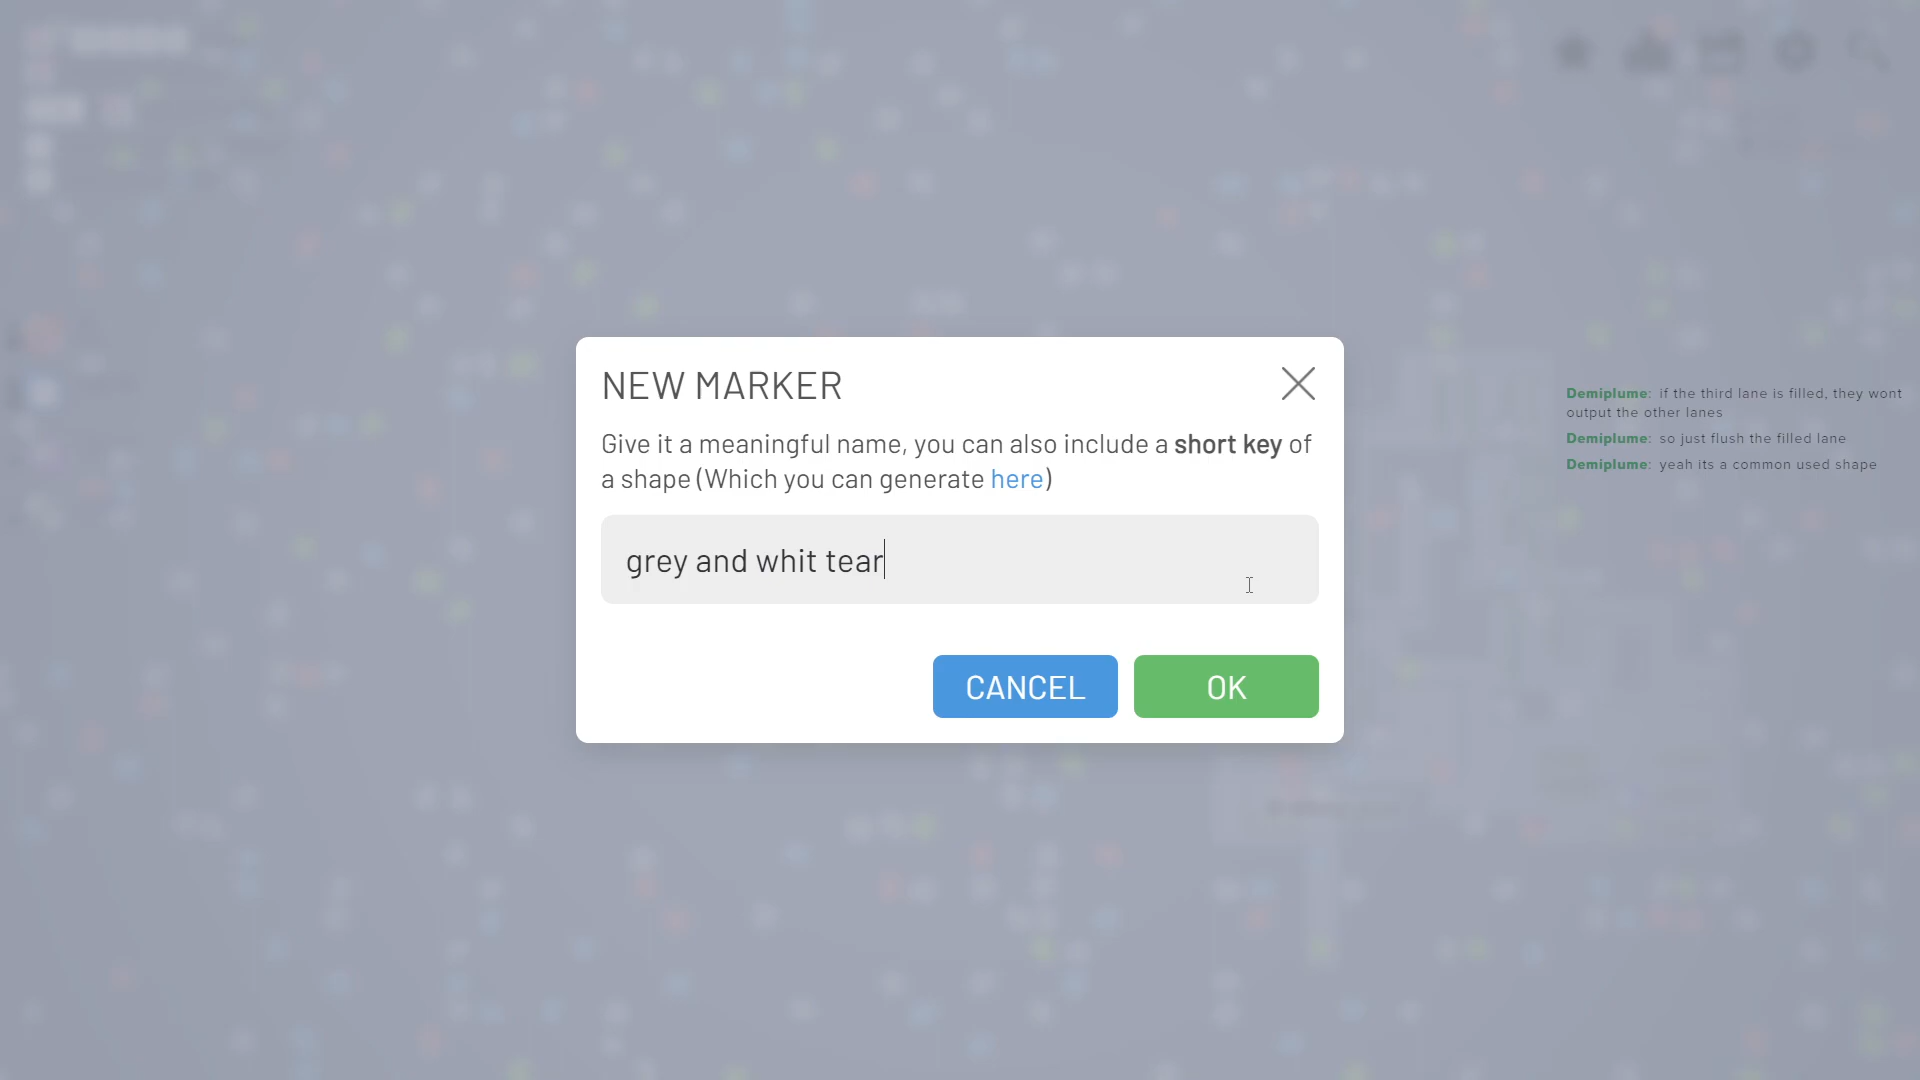 NEW MARKER
Give it a meaningful name, you can also include a short key of
a shape (Which you can generate here)
grey and whit tear
CANCEL
OK
Demiplume: if the third lane is filled, they wont
output the other lanes
Demiplume: so just flush the filled lane
Demiplume: yeah its a common used shape